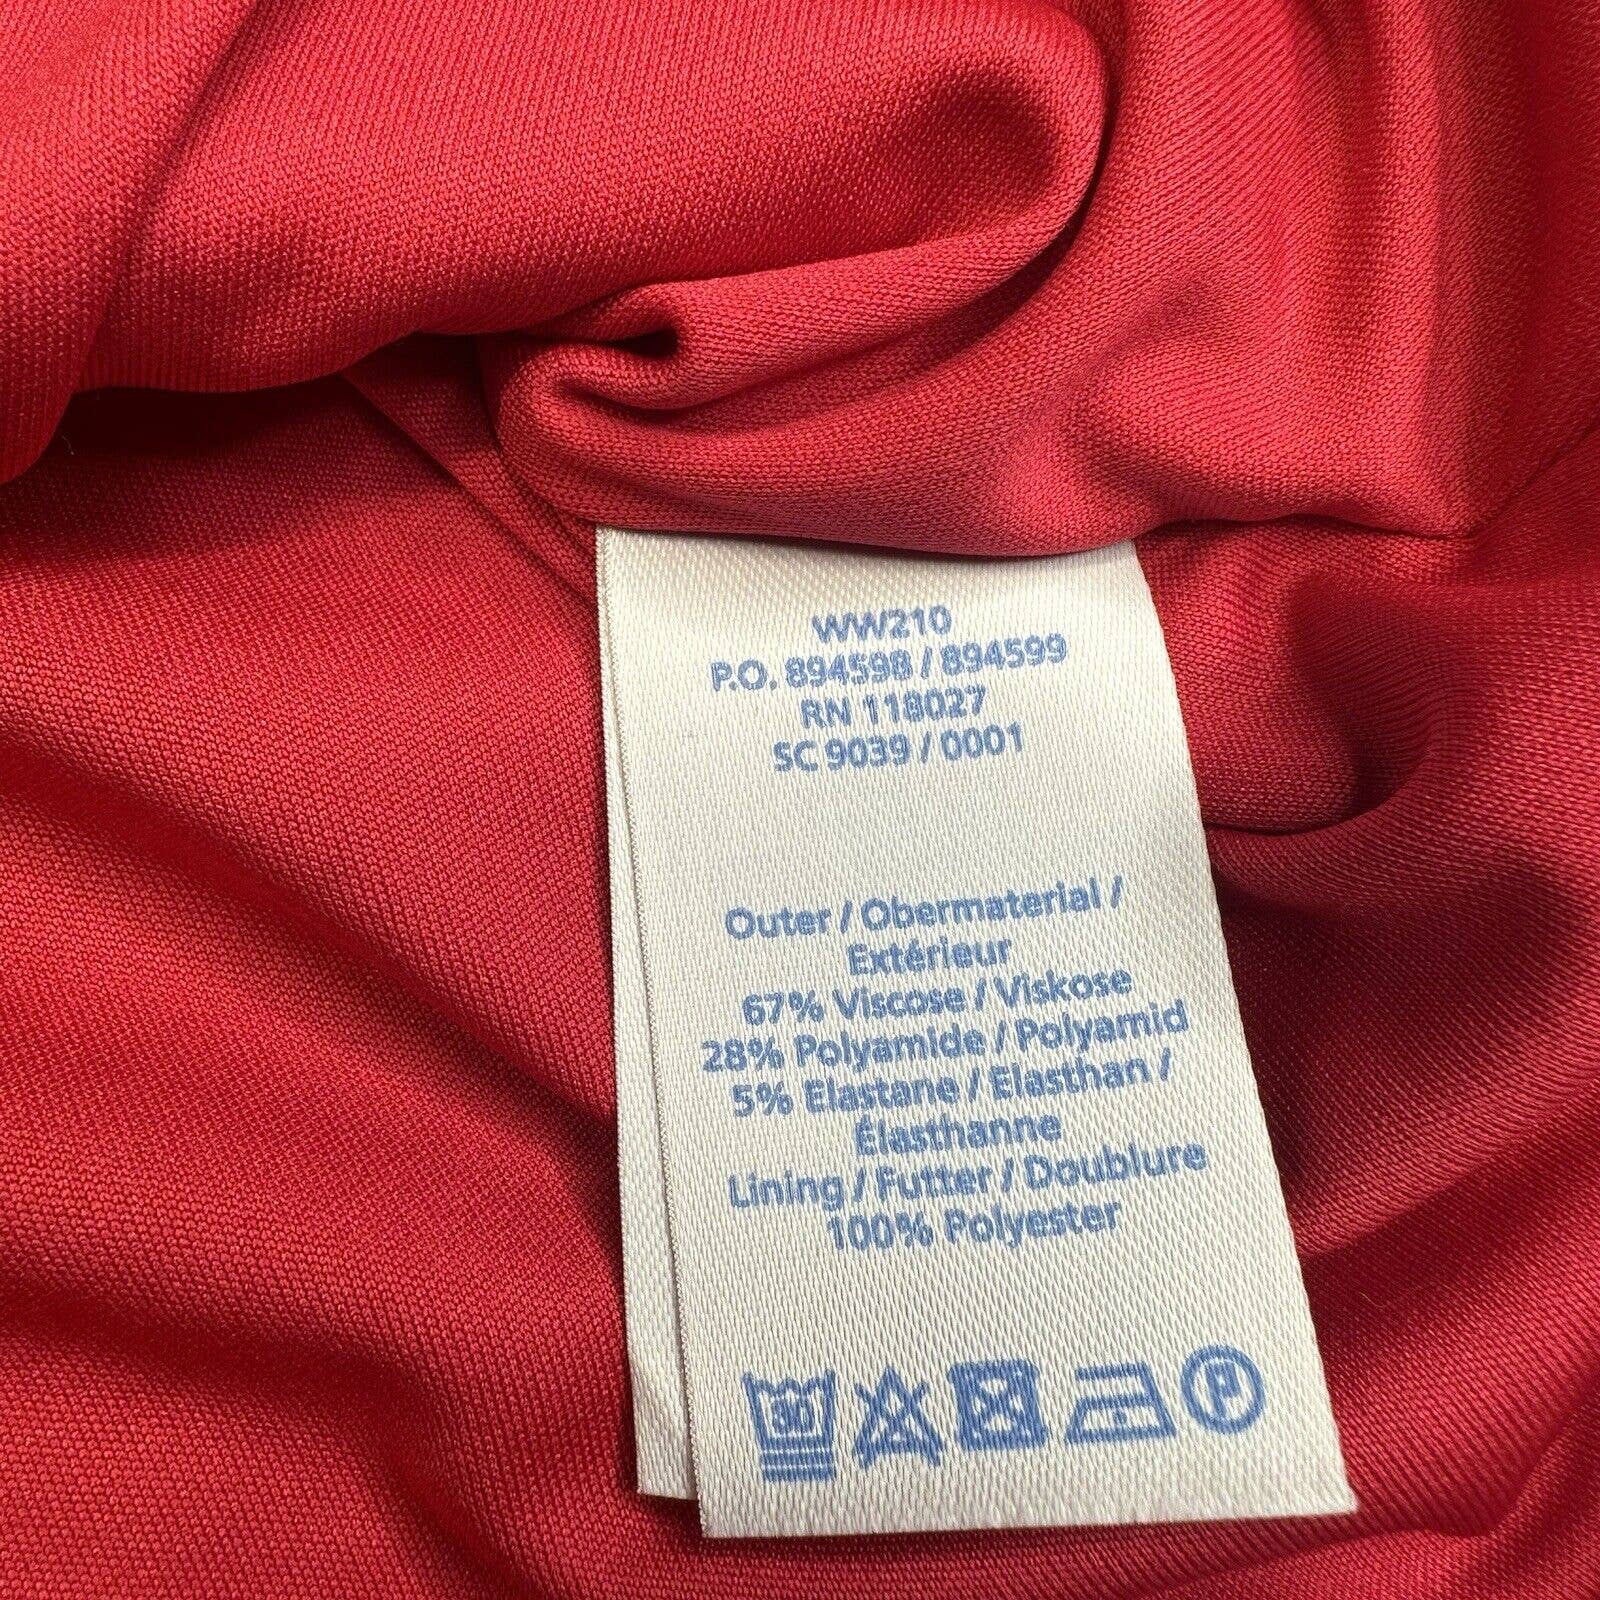 WW210
P.O. 894598 / 894599
RN 118027
SC 9039 / 0001
Outer / Obermaterial /
Extérieur
67% Viscose / Viskose
28% Polyamide / Polyamid
5% Elastane / Elasthan /
Élasthanne
Lining / Futter / Doublure
100% Polyester
30 P